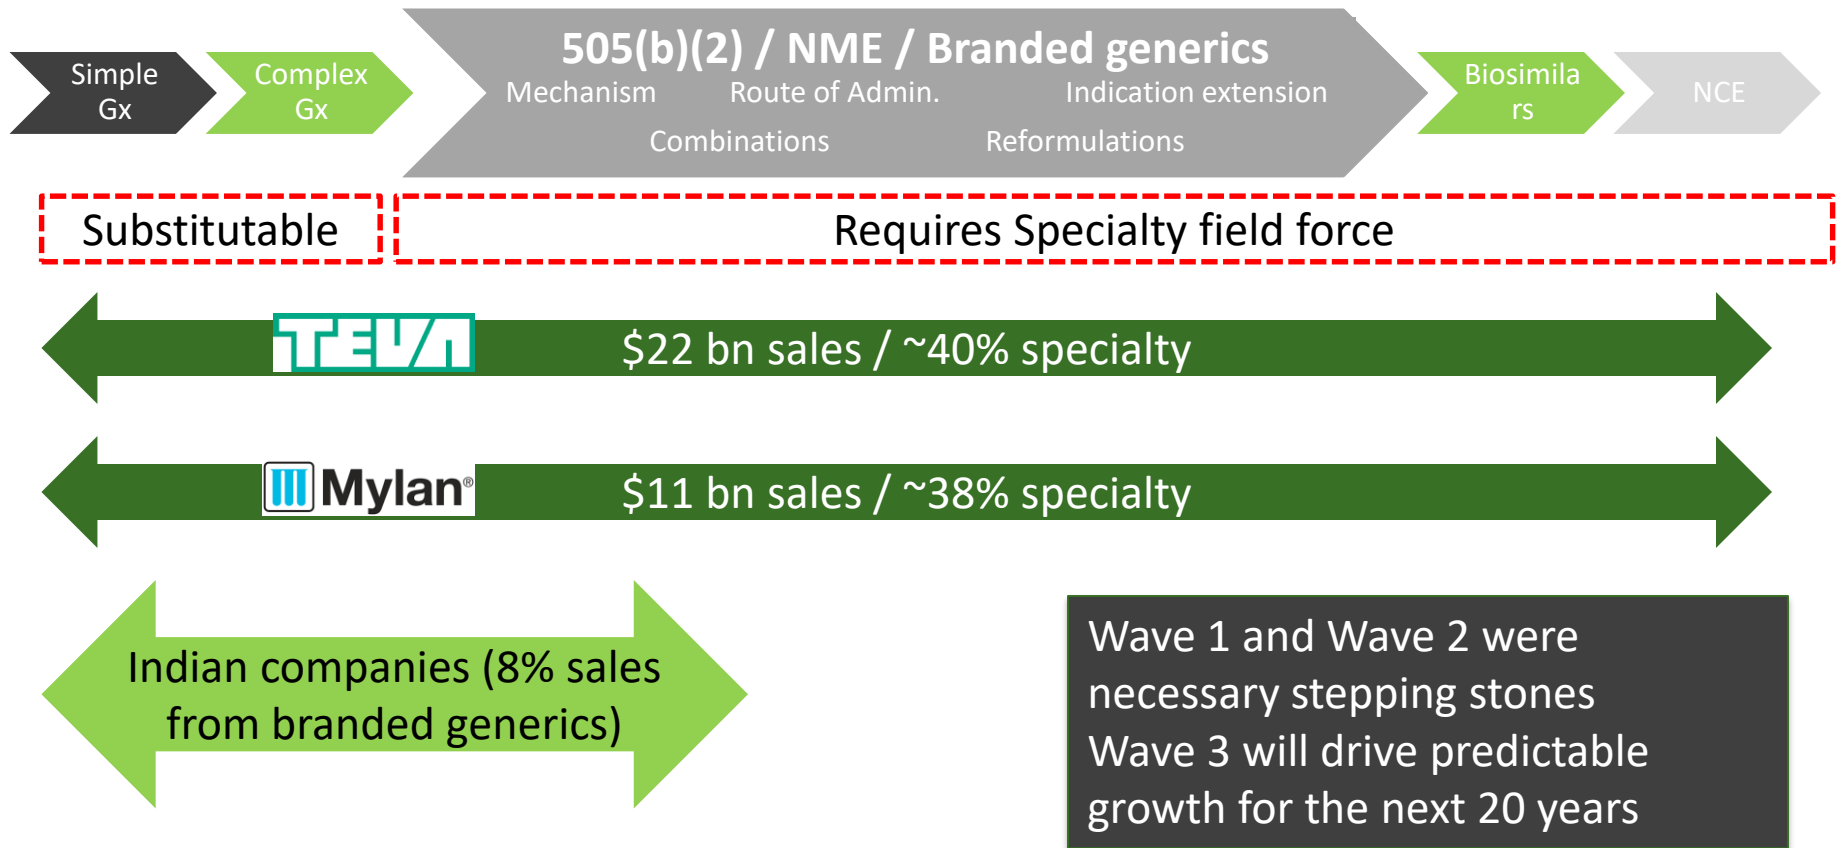 Simple
Gx
Complex
Gx
505(b)(2) / NME / Branded generics
Mechanism Route of Admin. Indication extension
Combinations Reformulations
Biosimila
rs
NCE
Substitutable
Requires Specialty field force
TEVA
$22 bn sales / ~40% specialty
Mylan®
$11 bn sales / ~38% specialty
Indian companies (8% sales
from branded generics)
Wave 1 and Wave 2 were
necessary stepping stones
Wave 3 will drive predictable
growth for the next 20 years